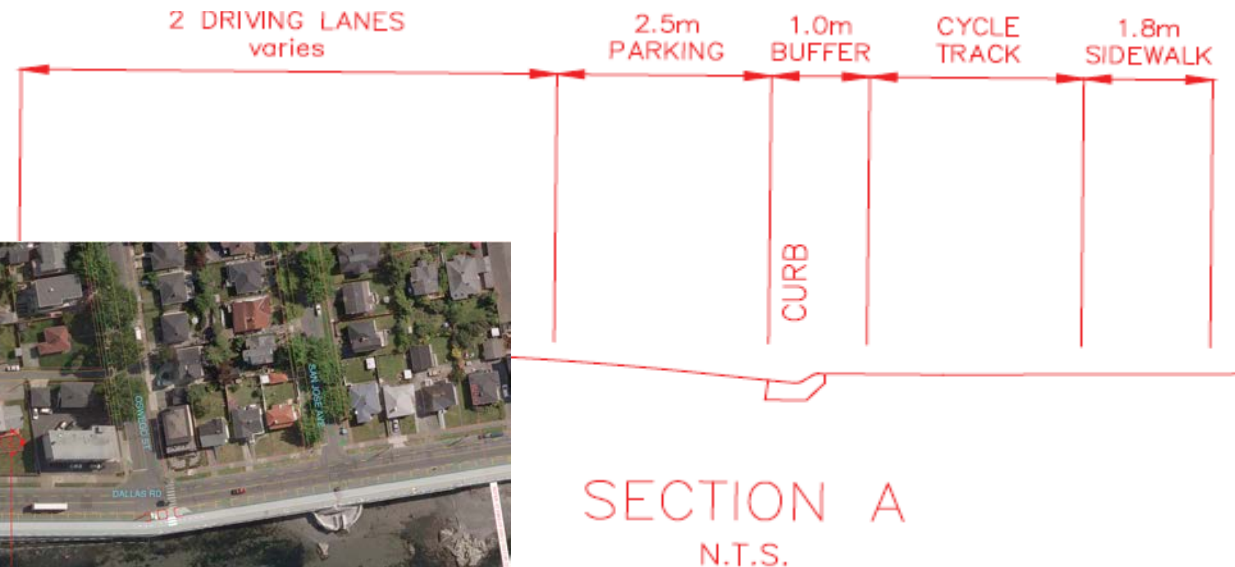 2 DRIVING LANES
varies
2.5m
PARKING
1.0m
BUFFER
CYCLE
TRACK
1.8m
SIDEWALK
CURB
OSWEGO ST
SAN JOSE AVE
DALLAS RD
SECTION A
N.T.S.